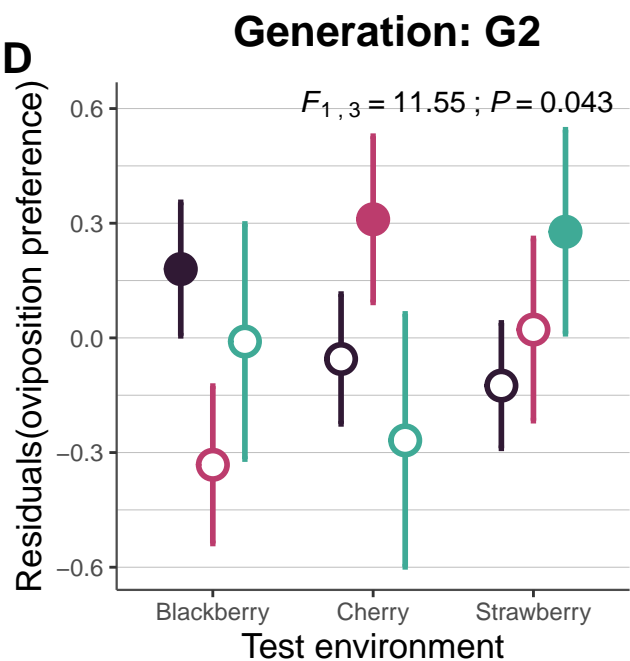 Generation: G2
D
F1 , 3 = 11.55 ; P = 0.043
Residuals(oviposition preference)
0.6
0.3
0.0
−0.3
−0.6
Blackberry Cherry Strawberry
Test environment